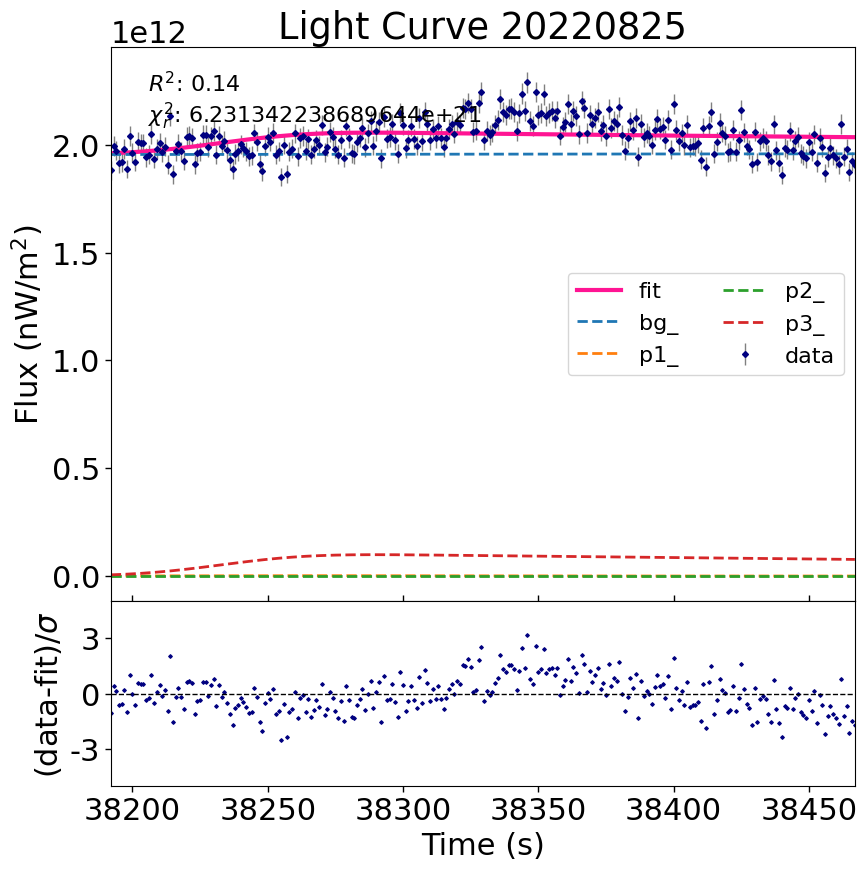 Light Curve 20220825
1e12
R²: 0.14
χ²ᵣ: 6.231342238689644e+21
2.0
1.5
1.0
0.5
0.0
Flux (nW/m²)
fit
bg_
p1_
p2_
p3_
data
3
0
-3
(data-fit)/σ
38200 38250 38300 38350 38400 38450
Time (s)